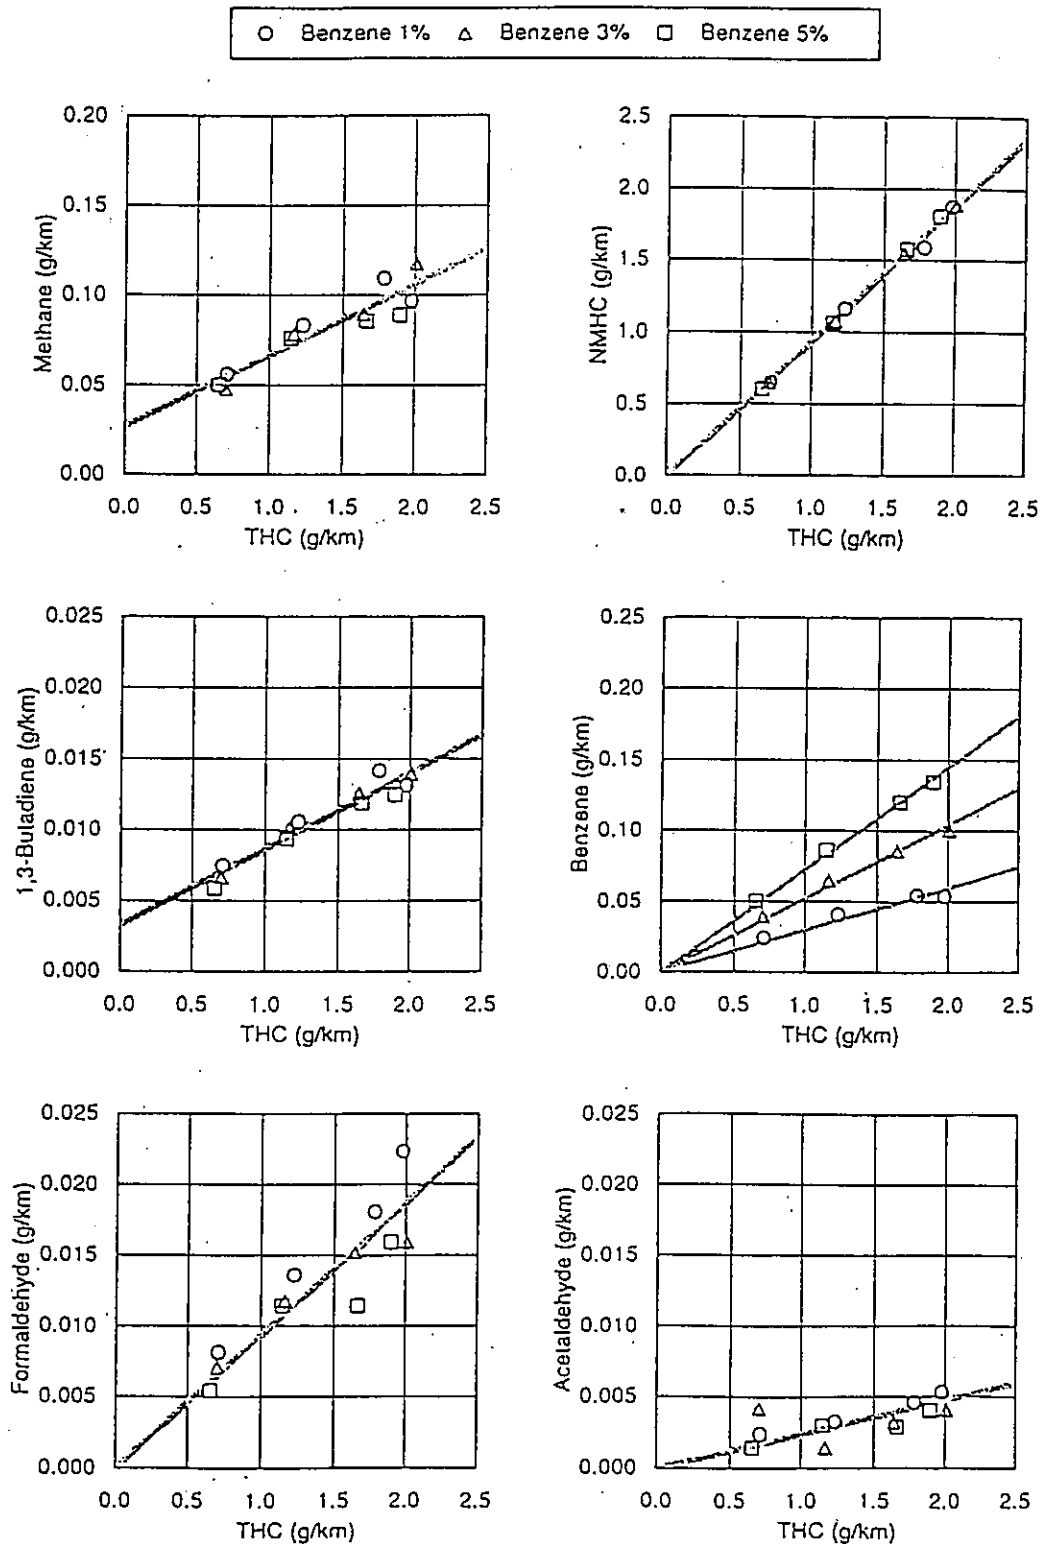 Benzene 1% Benzene 3% Benzene 5%
0.20
0.15
0.10
0.05
0.00
Methane (g/km)
0.0 0.5 1.0 1.5 2.0 2.5
THC (g/km)
2.5
2.0
1.5
1.0
0.5
0.0
NMHC (g/km)
0.0 0.5 1.0 1.5 2.0 2.5
THC (g/km)
0.025
0.020
0.015
0.010
0.005
0.000
1,3-Buladiene (g/km)
0.0 0.5 1.0 1.5 2.0 2.5
THC (g/km)
0.25
0.20
0.15
0.10
0.05
0.00
Benzene (g/km)
0.0 0.5 1.0 1.5 2.0 2.5
THC (g/km)
0.025
0.020
0.015
0.010
0.005
0.000
Formaldehyde (g/km)
0.0 0.5 1.0 1.5 2.0 2.5
THC (g/km)
0.025
0.020
0.015
0.010
0.005
0.000
Acetaldehyde (g/km)
0.0 0.5 1.0 1.5 2.0 2.5
THC (g/km)